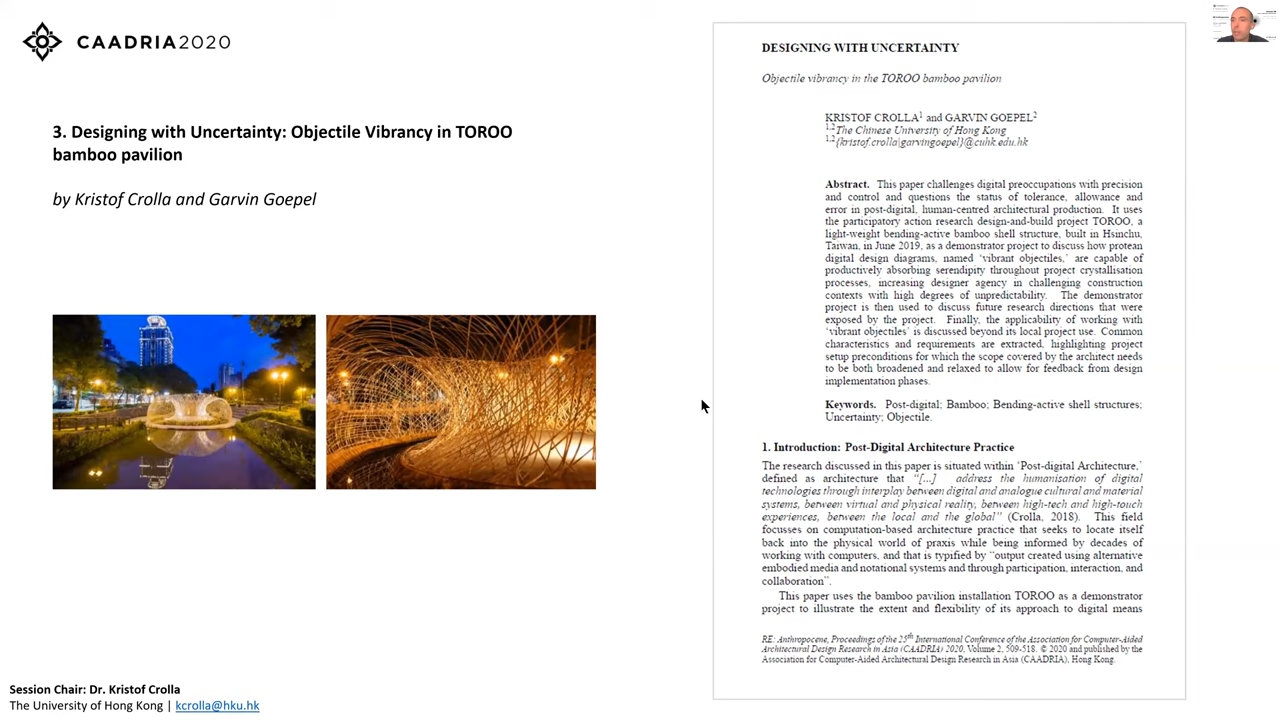 CAADRIA2020
3. Designing with Uncertainty: Objectile Vibrancy in TOROO
bamboo pavilion
by Kristof Crolla and Garvin Goepel
Session Chair: Dr. Kristof Crolla
The University of Hong Kong | kcrolla@hku.hk
DESIGNING WITH UNCERTAINTY
Objectile vibrancy in the TOROO bamboo pavilion
KRISTOF CROLLA¹ and GARVIN GOEPEL²
¹,²The Chinese University of Hong Kong
¹,²{kristof.crolla|garvingoepel}@cuhk.edu.hk
Abstract. This paper challenges digital preoccupations with precision
and control and questions the status of tolerance, allowance and
error in post-digital, human-centred architectural production. It uses
the participatory action research design-and-build project TOROO, a
light-weight bending-active bamboo shell structure, built in Hsinchu,
Taiwan, in June 2019, as a demonstrator project to discuss how protean
digital design diagrams, named ‘vibrant objectiles,’ are capable of
productively absorbing serendipity throughout project crystallisation
processes, increasing designer agency in challenging construction
contexts with high degrees of unpredictability. The demonstrator
project is then used to discuss future research directions that were
exposed by the project. Finally, the applicability of working with
‘vibrant objectiles’ is discussed beyond its local project use. Common
characteristics and requirements are extracted, highlighting project
setup preconditions for which the scope covered by the architect needs
to be both broadened and relaxed to allow for feedback from design
implementation phases.
Keywords. Post-digital; Bamboo; Bending-active shell structures;
Uncertainty; Objectile.
1. Introduction: Post-Digital Architecture Practice
The research discussed in this paper is situated within ‘Post-digital Architecture,’
defined as architecture that “[...] address the humanisation of digital
technologies through interplay between digital and analogue cultural and material
systems, between virtual and physical reality, between high-tech and high-touch
experiences, between the local and the global” (Crolla, 2018). This field
focusses on computation-based architecture practice that seeks to locate itself
back into the physical world of praxis while being informed by decades of
working with computers, and that is typified by “output created using alternative
embodied media and notational systems and through participation, interaction, and
collaboration”.
This paper uses the bamboo pavilion installation TOROO as a demonstrator
project to illustrate the extent and flexibility of its approach to digital means
RE: Anthropocene, Proceedings of the 25th International Conference of the Association for Computer-Aided
Architectural Design Research in Asia (CAADRIA) 2020, Volume 2, 509-518. © 2020 and published by the
Association for Computer-Aided Architectural Design Research in Asia (CAADRIA), Hong Kong.